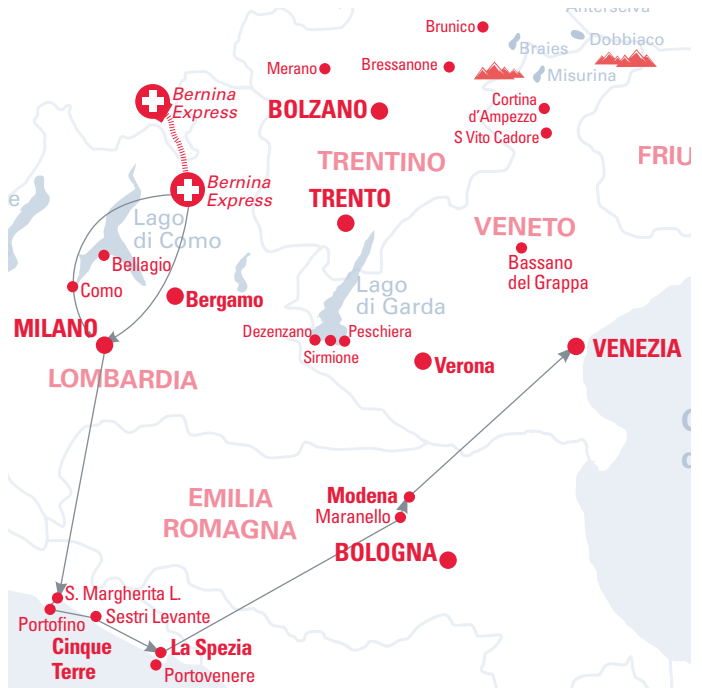 Brunico
Braies
Dobbiaco
Merano
Bressanone
Misurina
Bernina
Express
BOLZANO
Cortina
d'Ampezzo
S Vito Cadore
TRENTINO
FRIU
Bernina
Express
TRENTO
e
Lago
di Como
VENETO
Bellagio
Bassano
del Grappa
Como
Bergamo
Lago
di Garda
MILANO
Dezenzano
Peschiera
Sirmione
VENEZIA
Verona
LOMBARDIA
EMILIA
ROMAGNA
Modena
Maranello
BOLOGNA
S. Margherita L.
Portofino
Sestri Levante
Cinque
Terre
La Spezia
Portovenere